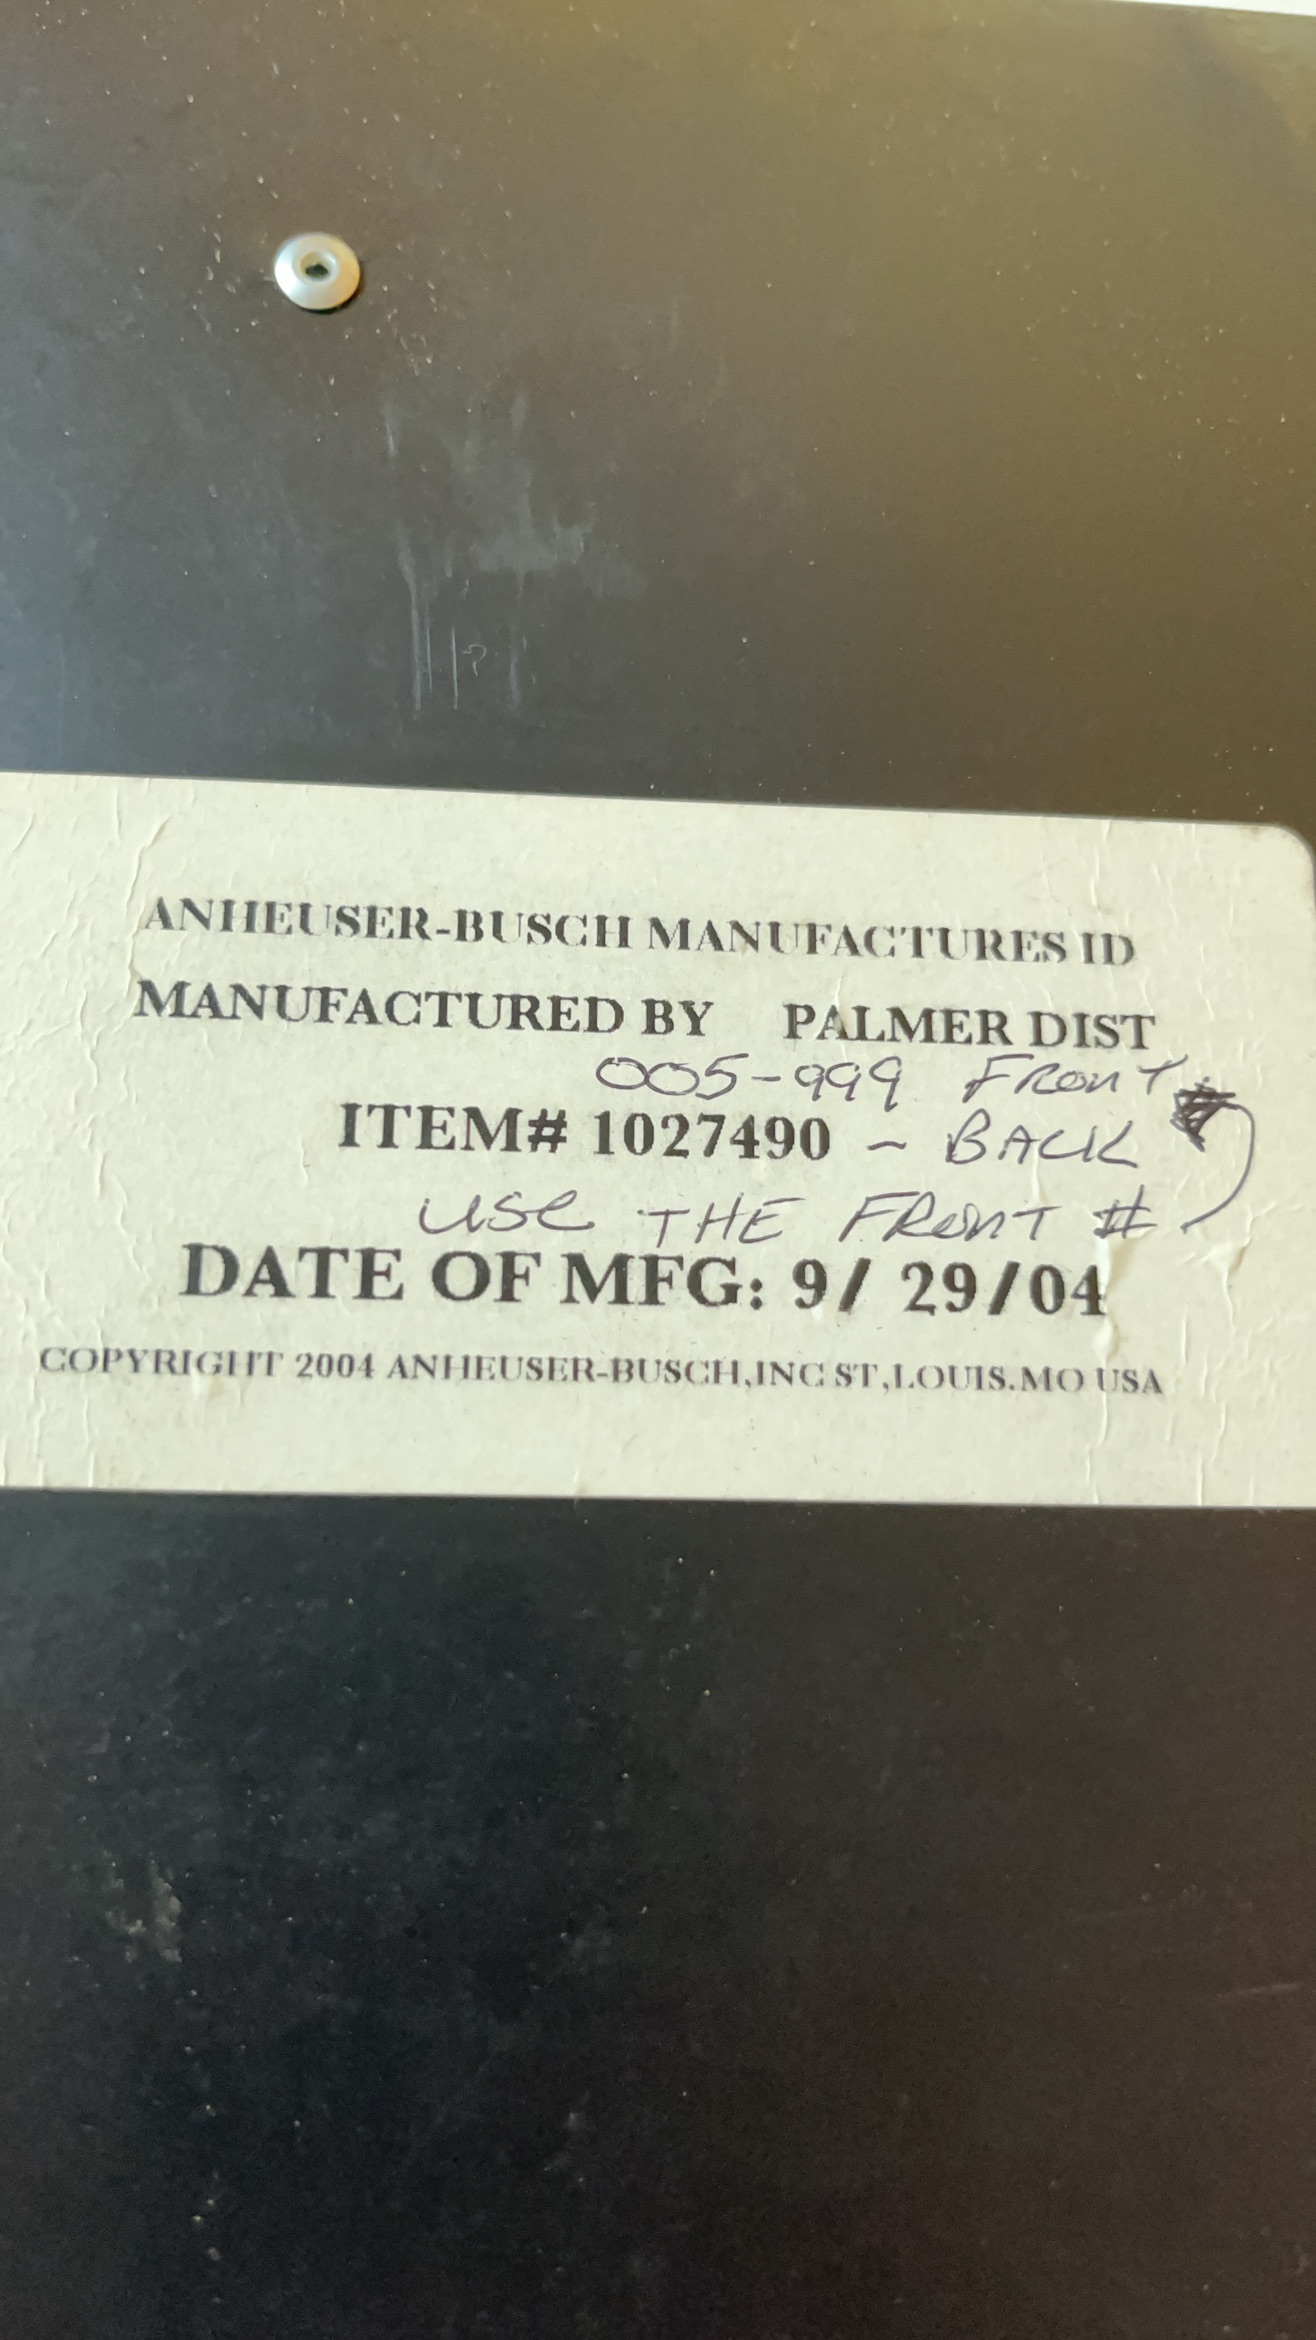 ANHEUSER-BUSCH MANUFACTURES ID
MANUFACTURED BY PALMER DIST
005-999 FRONT
ITEM# 1027490 - BACK
USE THE FRONT #
DATE OF MFG: 9/ 29/04
COPYRIGHT 2004 ANHEUSER-BUSCH,INC ST,LOUIS.MO USA